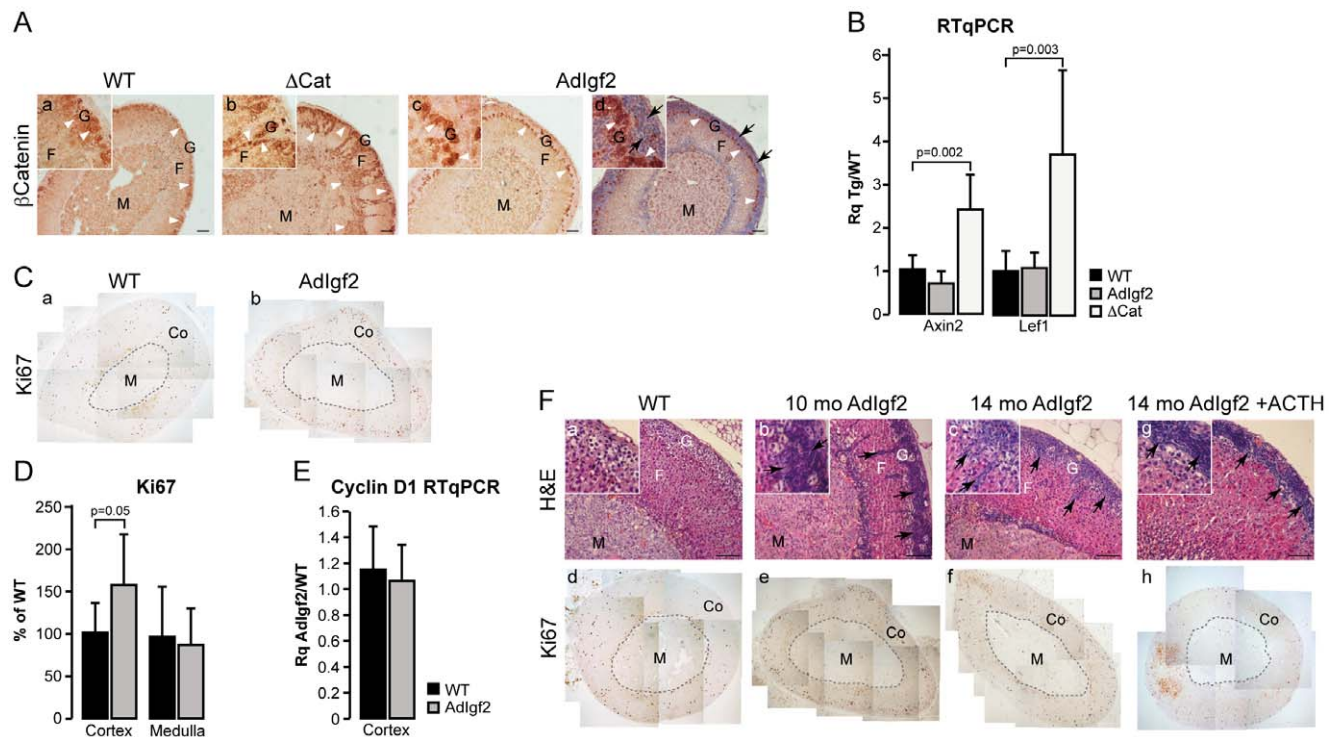 A
WT
ΔCat
AdIgf2
βCatenin
a
G
F
G
F
M
b
G
F
G
F
M
c
G
G
F
M
d
G
G
F
M
B
RTqPCR
Rq Tg/WT
6
5
4
3
2
1
0
p=0.002
p=0.003
Axin2
Lef1
WT
AdIgf2
ΔCat
C
WT
AdIgf2
Ki67
a
Co
M
b
Co
M
D
Ki67
% of WT
250
200
150
100
50
0
p=0.05
Cortex
Medulla
E
Cyclin D1 RTqPCR
Rq AdIgf2/WT
1.6
1.4
1.2
1.0
0.8
0.6
0.4
0.2
0
Cortex
WT
AdIgf2
F
WT
10 mo AdIgf2
14 mo AdIgf2
14 mo AdIgf2 +ACTH
H&E
a
G
F
M
b
G
F
M
c
G
F
M
g
Ki67
d
Co
M
e
Co
M
f
Co
M
h
Co
M